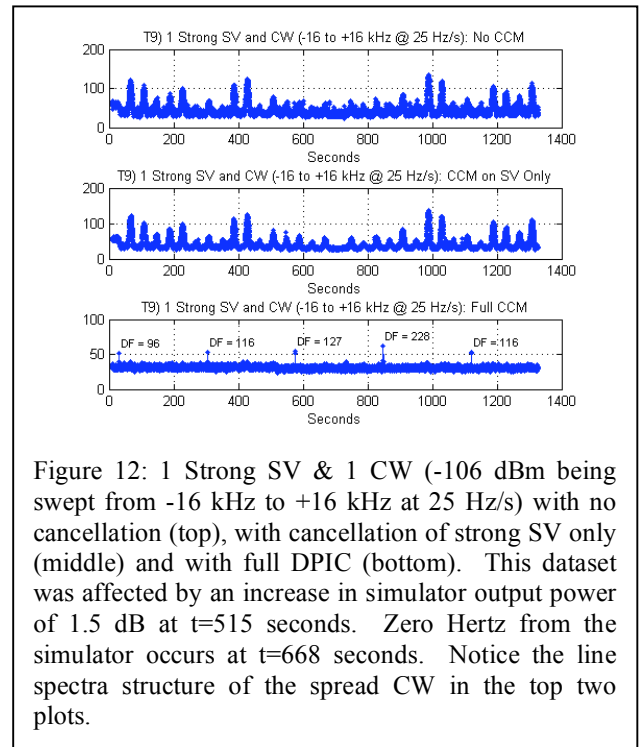 T9) 1 Strong SV and CW (-16 to +16 kHz @ 25 Hz/s): No CCM
200
100
0
0 200 400 600 800 1000 1200 1400
Seconds
T9) 1 Strong SV and CW (-16 to +16 kHz @ 25 Hz/s): CCM on SV Only
200
100
0
0 200 400 600 800 1000 1200 1400
Seconds
T9) 1 Strong SV and CW (-16 to +16 kHz @ 25 Hz/s): Full CCM
100
DF = 96 DF = 116 DF = 127 DF = 228 DF = 116
50
0
0 200 400 600 800 1000 1200 1400
Seconds
Figure 12: 1 Strong SV & 1 CW (-106 dBm being
swept from -16 kHz to +16 kHz at 25 Hz/s) with no
cancellation (top), with cancellation of strong SV only
(middle) and with full DPIC (bottom). This dataset
was affected by an increase in simulator output power
of 1.5 dB at t=515 seconds. Zero Hertz from the
simulator occurs at t=668 seconds. Notice the line
spectra structure of the spread CW in the top two
plots.